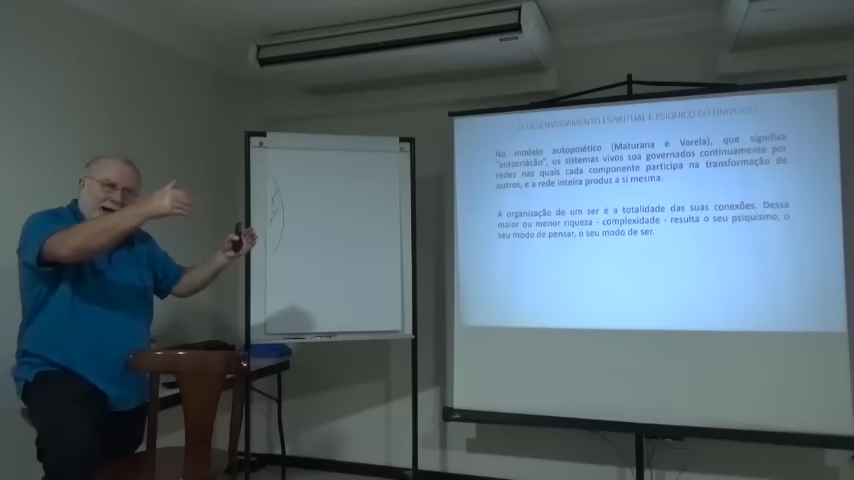 O DESENVOLVIMENTO ESPIRITUAL E PSÍQUICO DO UNIVERSO
No modelo autopoiético (Maturana e Varela), que significa
"autocriação", os sistemas vivos soa governados continuamente por
redes nas quais cada componente participa na transformação de
outros, e a rede inteira produz a si mesma.
A organização de um ser é a totalidade das suas conexões. Dessa
maior ou menor riqueza - complexidade - resulta o seu psiquismo, o
seu modo de pensar, o seu modo de ser.